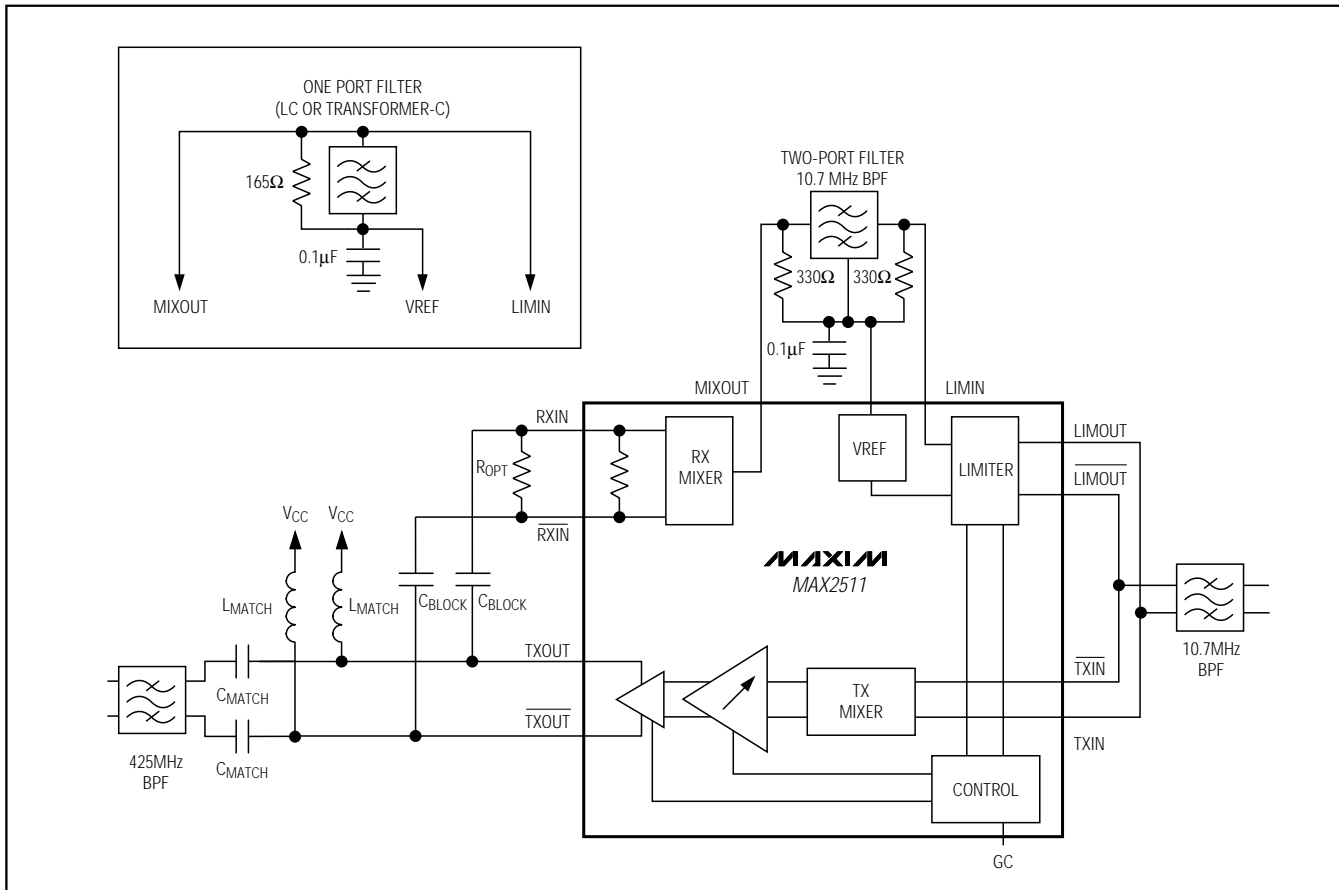 ONE PORT FILTER
(LC OR TRANSFORMER-C)
165Ω
0.1µF
MIXOUT
VREF
LIMIN
TWO-PORT FILTER
10.7 MHz BPF
330Ω
330Ω
0.1µF
MIXOUT
LIMIN
RXIN
LIMOUT
RX
MIXER
VREF
LIMITER
ROPT
LIMOUT
VCC
VCC
RXIN
MAXIM
MAX2511
LMATCH
LMATCH
CBLOCK
CBLOCK
TXOUT
TXIN
10.7MHz
BPF
CMATCH
TX
MIXER
TXOUT
TXIN
425MHz
BPF
CMATCH
CONTROL
GC